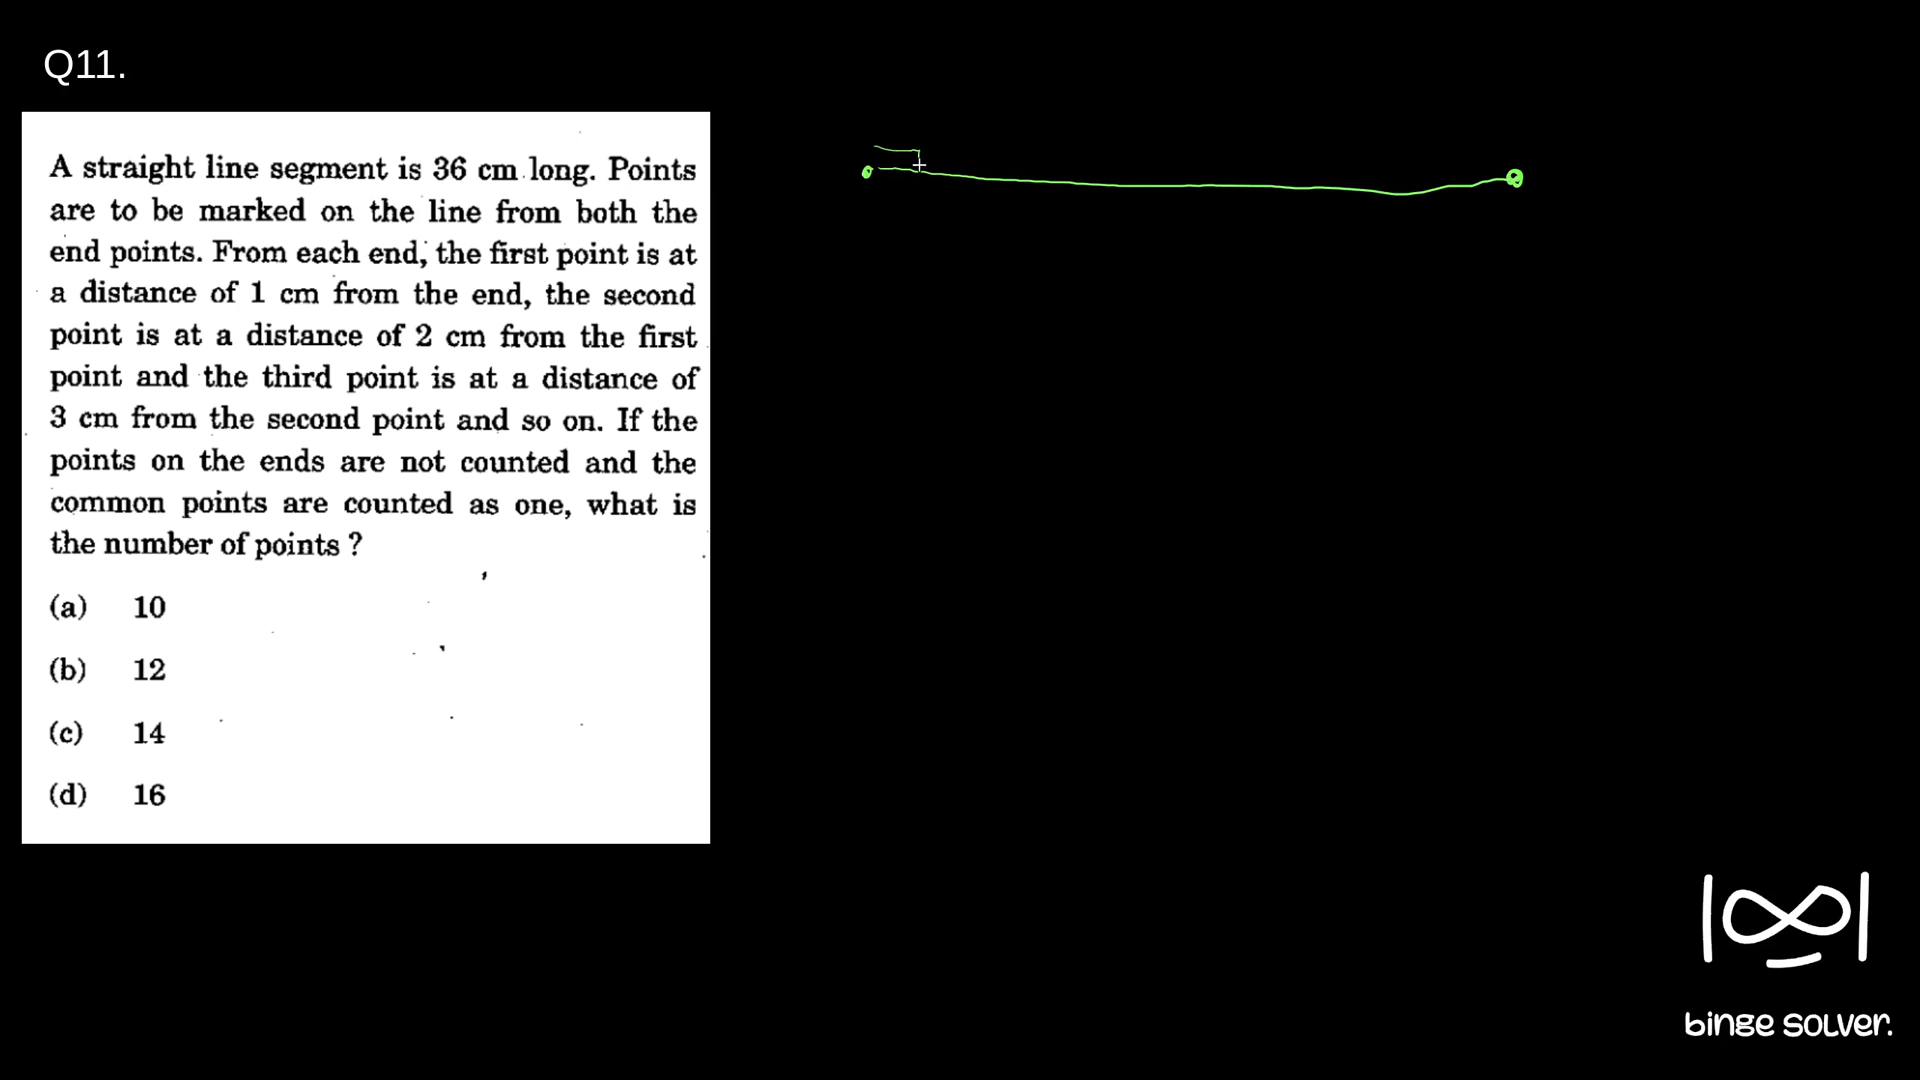 Q11.
A straight line segment is 36 cm long. Points
are to be marked on the line from both the
end points. From each end, the first point is at
a distance of 1 cm from the end, the second
point is at a distance of 2 cm from the first
point and the third point is at a distance of
3 cm from the second point and so on. If the
points on the ends are not counted and the
common points are counted as one, what is
the number of points ?
(a) 10
(b) 12
(c) 14
(d) 16
binge solver.